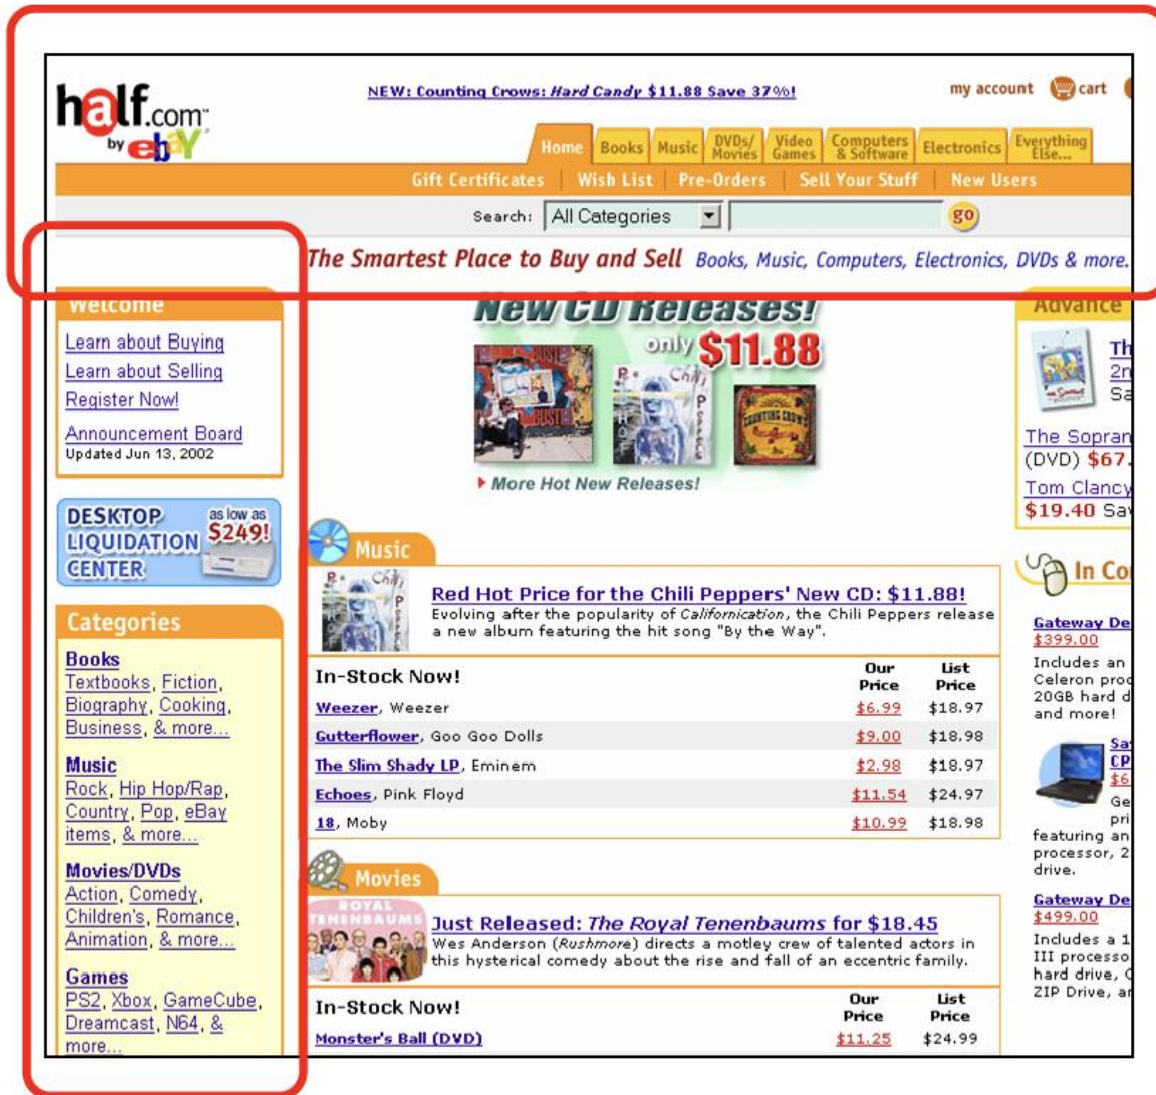 half.com™
by ebaY®
NEW: Counting Crows: Hard Candy $11.88 Save 37%!
my account
cart
Home
Books
Music
DVDs/
Movies
Video
Games
Computers
& Software
Electronics
Everything
Else...
Gift Certificates | Wish List | Pre-Orders | Sell Your Stuff | New Users
Search: All Categories go
The Smartest Place to Buy and Sell Books, Music, Computers, Electronics, DVDs & more.
Welcome
Learn about Buying
Learn about Selling
Register Now!
Announcement Board
Updated Jun 13, 2002
DESKTOP
LIQUIDATION
CENTER
as low as
$249!
Categories
Books
Textbooks, Fiction,
Biography, Cooking,
Business, & more...
Music
Rock, Hip Hop/Rap,
Country, Pop, eBay
items, & more...
Movies/DVDs
Action, Comedy,
Children's, Romance,
Animation, & more...
Games
PS2, Xbox, GameCube,
Dreamcast, N64, &
more...
New CD Releases!
only $11.88
COUNTING CROWS
More Hot New Releases!
Music
Red Hot Price for the Chili Peppers' New CD: $11.88!
Evolving after the popularity of Californication, the Chili Peppers release
a new album featuring the hit song "By the Way".
In-Stock Now! Our Price List Price
Weezer, Weezer $6.99 $18.97
Gutterflower, Goo Goo Dolls $9.00 $18.98
The Slim Shady LP, Eminem $2.98 $18.97
Echoes, Pink Floyd $11.54 $24.97
18, Moby $10.99 $18.98
Movies
ROYAL
TENENBAUMS
Just Released: The Royal Tenenbaums for $18.45
Wes Anderson (Rushmore) directs a motley crew of talented actors in
this hysterical comedy about the rise and fall of an eccentric family.
In-Stock Now! Our Price List Price
Monster's Ball (DVD) $11.25 $24.99
Advance
Th
2n
Sa
The Sopran
(DVD) $67.
Tom Clancy
$19.40 Sav
In Co
Gateway De
$399.00
Includes an
Celeron proc
20GB hard d
and more!
Sa
CP
$6
Ge
pri
featuring an
processor, 2
drive.
Gateway De
$499.00
Includes a 1
III processo
hard drive, C
ZIP Drive, an